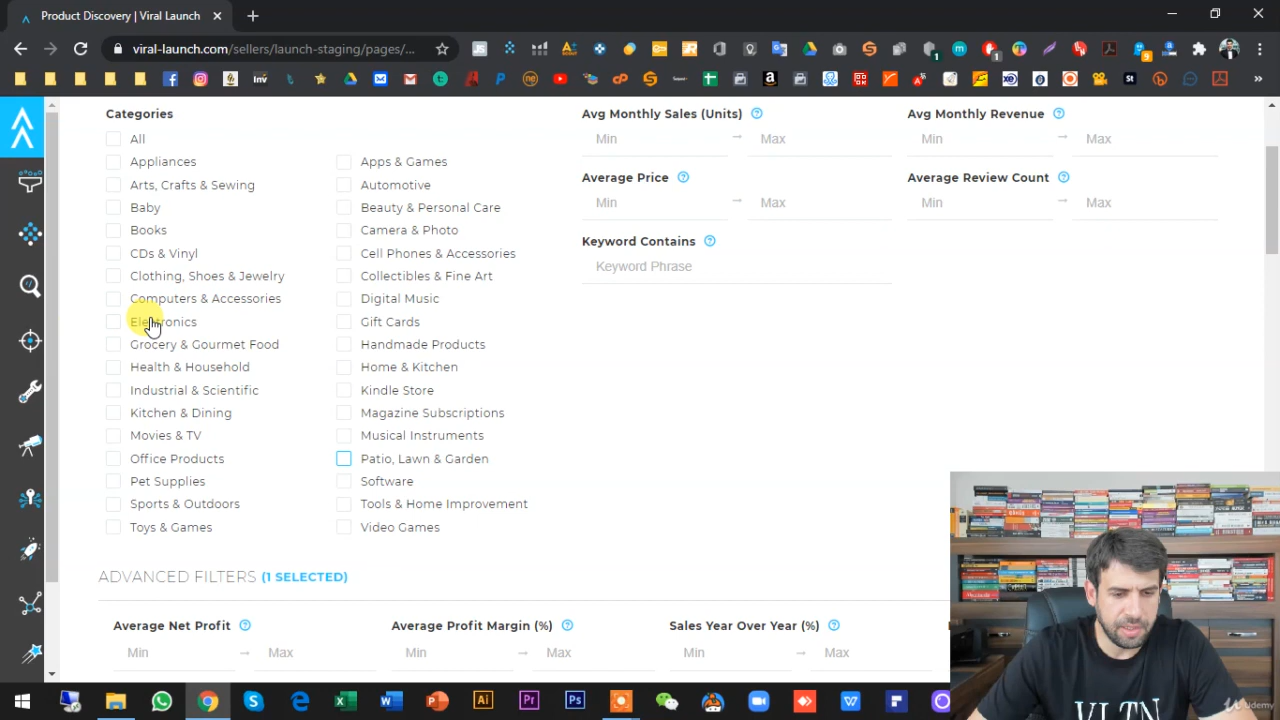 Product Discovery | Viral Launch
viral-launch.com/sellers/launch-staging/pages/...
Categories
All
Appliances
Apps & Games
Arts, Crafts & Sewing
Automotive
Baby
Beauty & Personal Care
Books
Camera & Photo
CDs & Vinyl
Cell Phones & Accessories
Clothing, Shoes & Jewelry
Collectibles & Fine Art
Computers & Accessories
Digital Music
Electronics
Gift Cards
Grocery & Gourmet Food
Handmade Products
Health & Household
Home & Kitchen
Industrial & Scientific
Kindle Store
Kitchen & Dining
Magazine Subscriptions
Movies & TV
Musical Instruments
Office Products
Patio, Lawn & Garden
Pet Supplies
Software
Sports & Outdoors
Tools & Home Improvement
Toys & Games
Video Games
Avg Monthly Sales (Units)
Min Max
Avg Monthly Revenue
Min Max
Average Price
Min Max
Average Review Count
Min Max
Keyword Contains
Keyword Phrase
ADVANCED FILTERS (1 SELECTED)
Average Net Profit
Min Max
Average Profit Margin (%)
Min Max
Sales Year Over Year (%)
Min Max
VLTN
Udemy